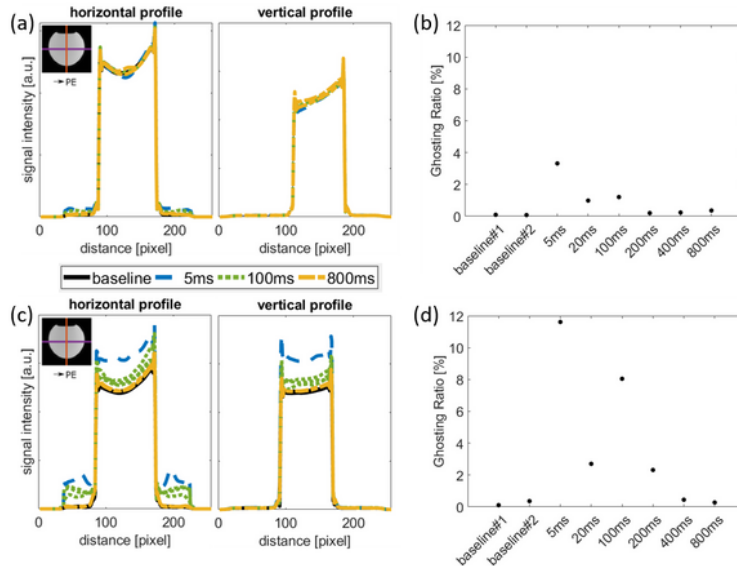 (a) horizontal profile vertical profile (b)
→ PE
signal intensity [a.u.]
0 100 200 0 100 200
distance [pixel] distance [pixel]
Ghosting Ratio [%]
12
10
8
6
4
2
0
baseline#1 baseline#2 5ms 20ms 100ms 200ms 400ms 800ms
baseline 5ms 100ms 800ms
(c) horizontal profile vertical profile (d)
→ PE
signal intensity [a.u.]
0 100 200 0 100 200
distance [pixel] distance [pixel]
Ghosting Ratio [%]
12
10
8
6
4
2
0
baseline#1 baseline#2 5ms 20ms 100ms 200ms 400ms 800ms